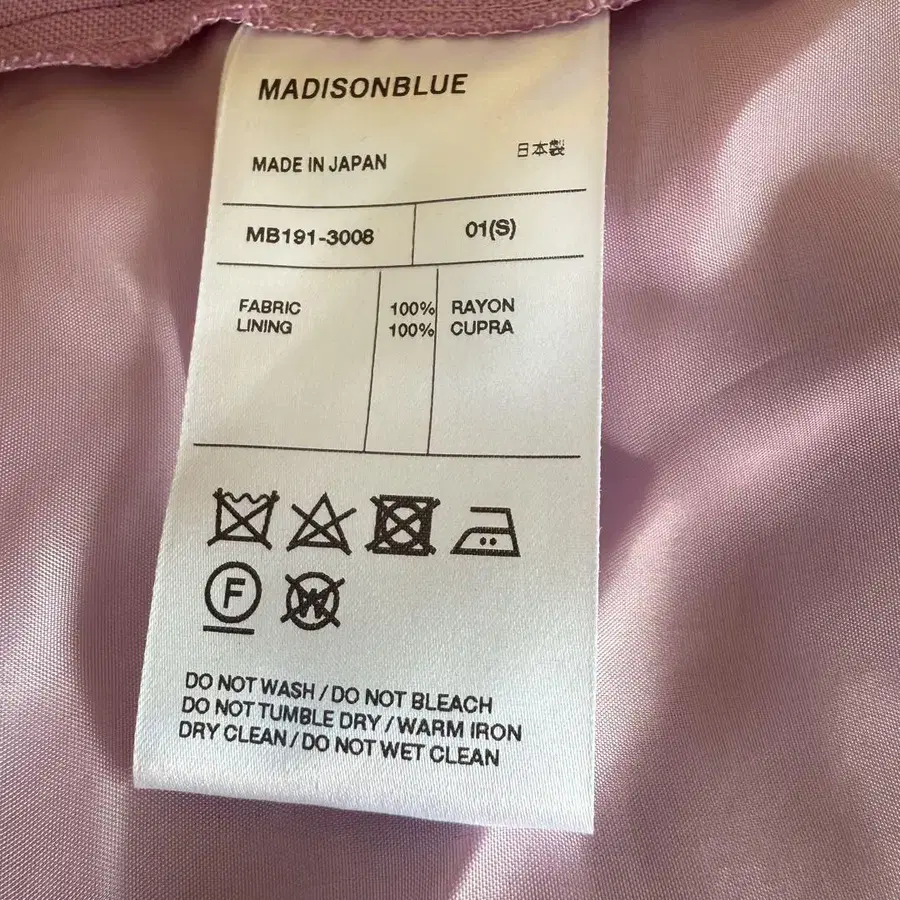 MADISONBLUE
MADE IN JAPAN
日本製
MB191-3008
01(S)
FABRIC 100% RAYON
LINING 100% CUPRA
F
W
DO NOT WASH / DO NOT BLEACH
DO NOT TUMBLE DRY / WARM IRON
DRY CLEAN / DO NOT WET CLEAN